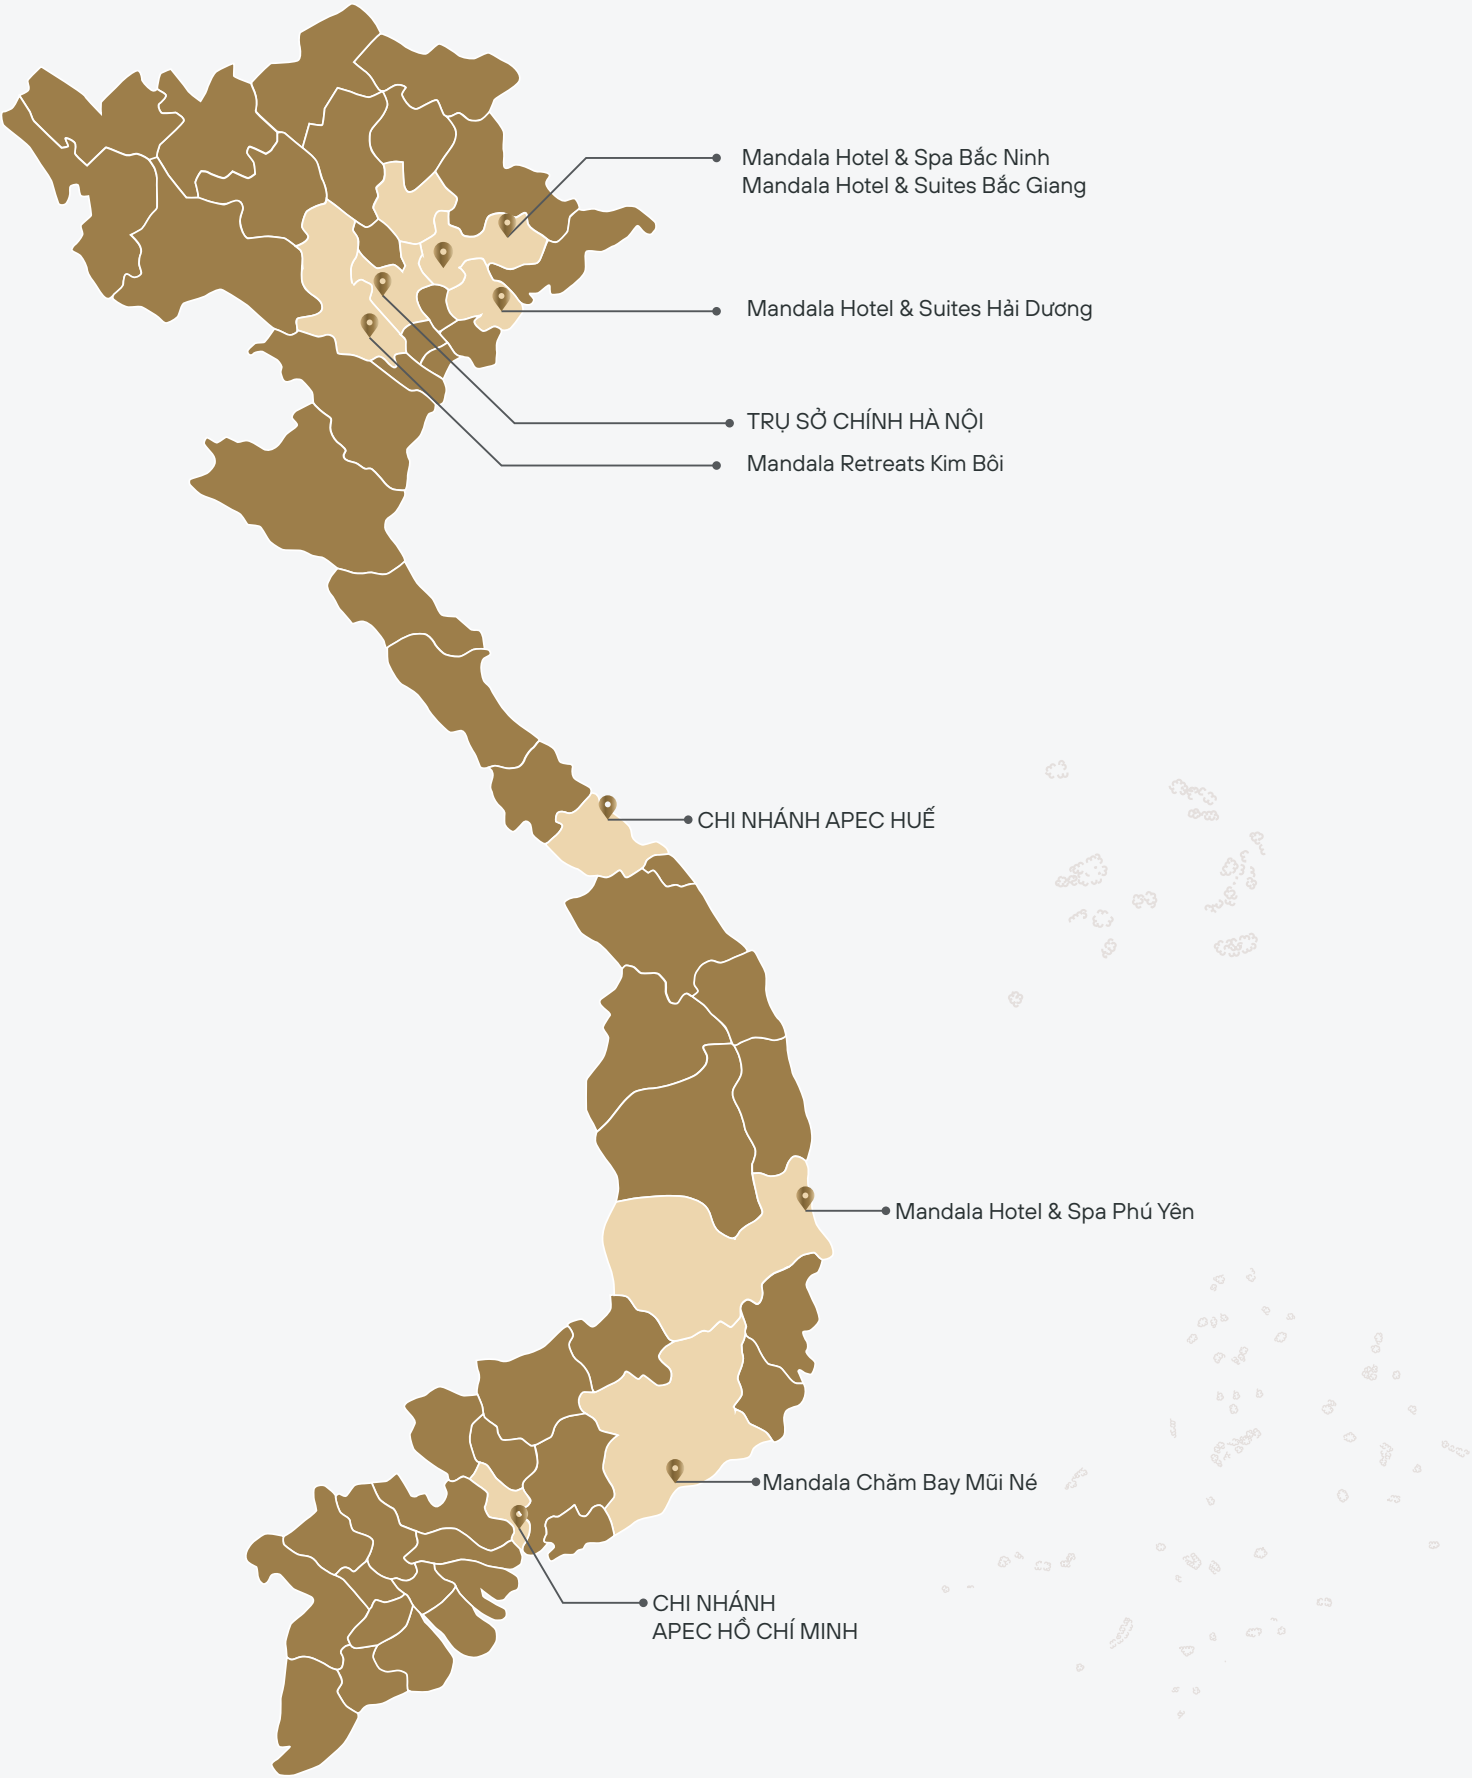 Mandala Hotel & Spa Bắc Ninh
Mandala Hotel & Suites Bắc Giang
Mandala Hotel & Suites Hải Dương
TRỤ SỞ CHÍNH HÀ NỘI
Mandala Retreats Kim Bôi
CHI NHÁNH APEC HUẾ
Mandala Hotel & Spa Phú Yên
Mandala Chăm Bay Mũi Né
CHI NHÁNH
APEC HỒ CHÍ MINH